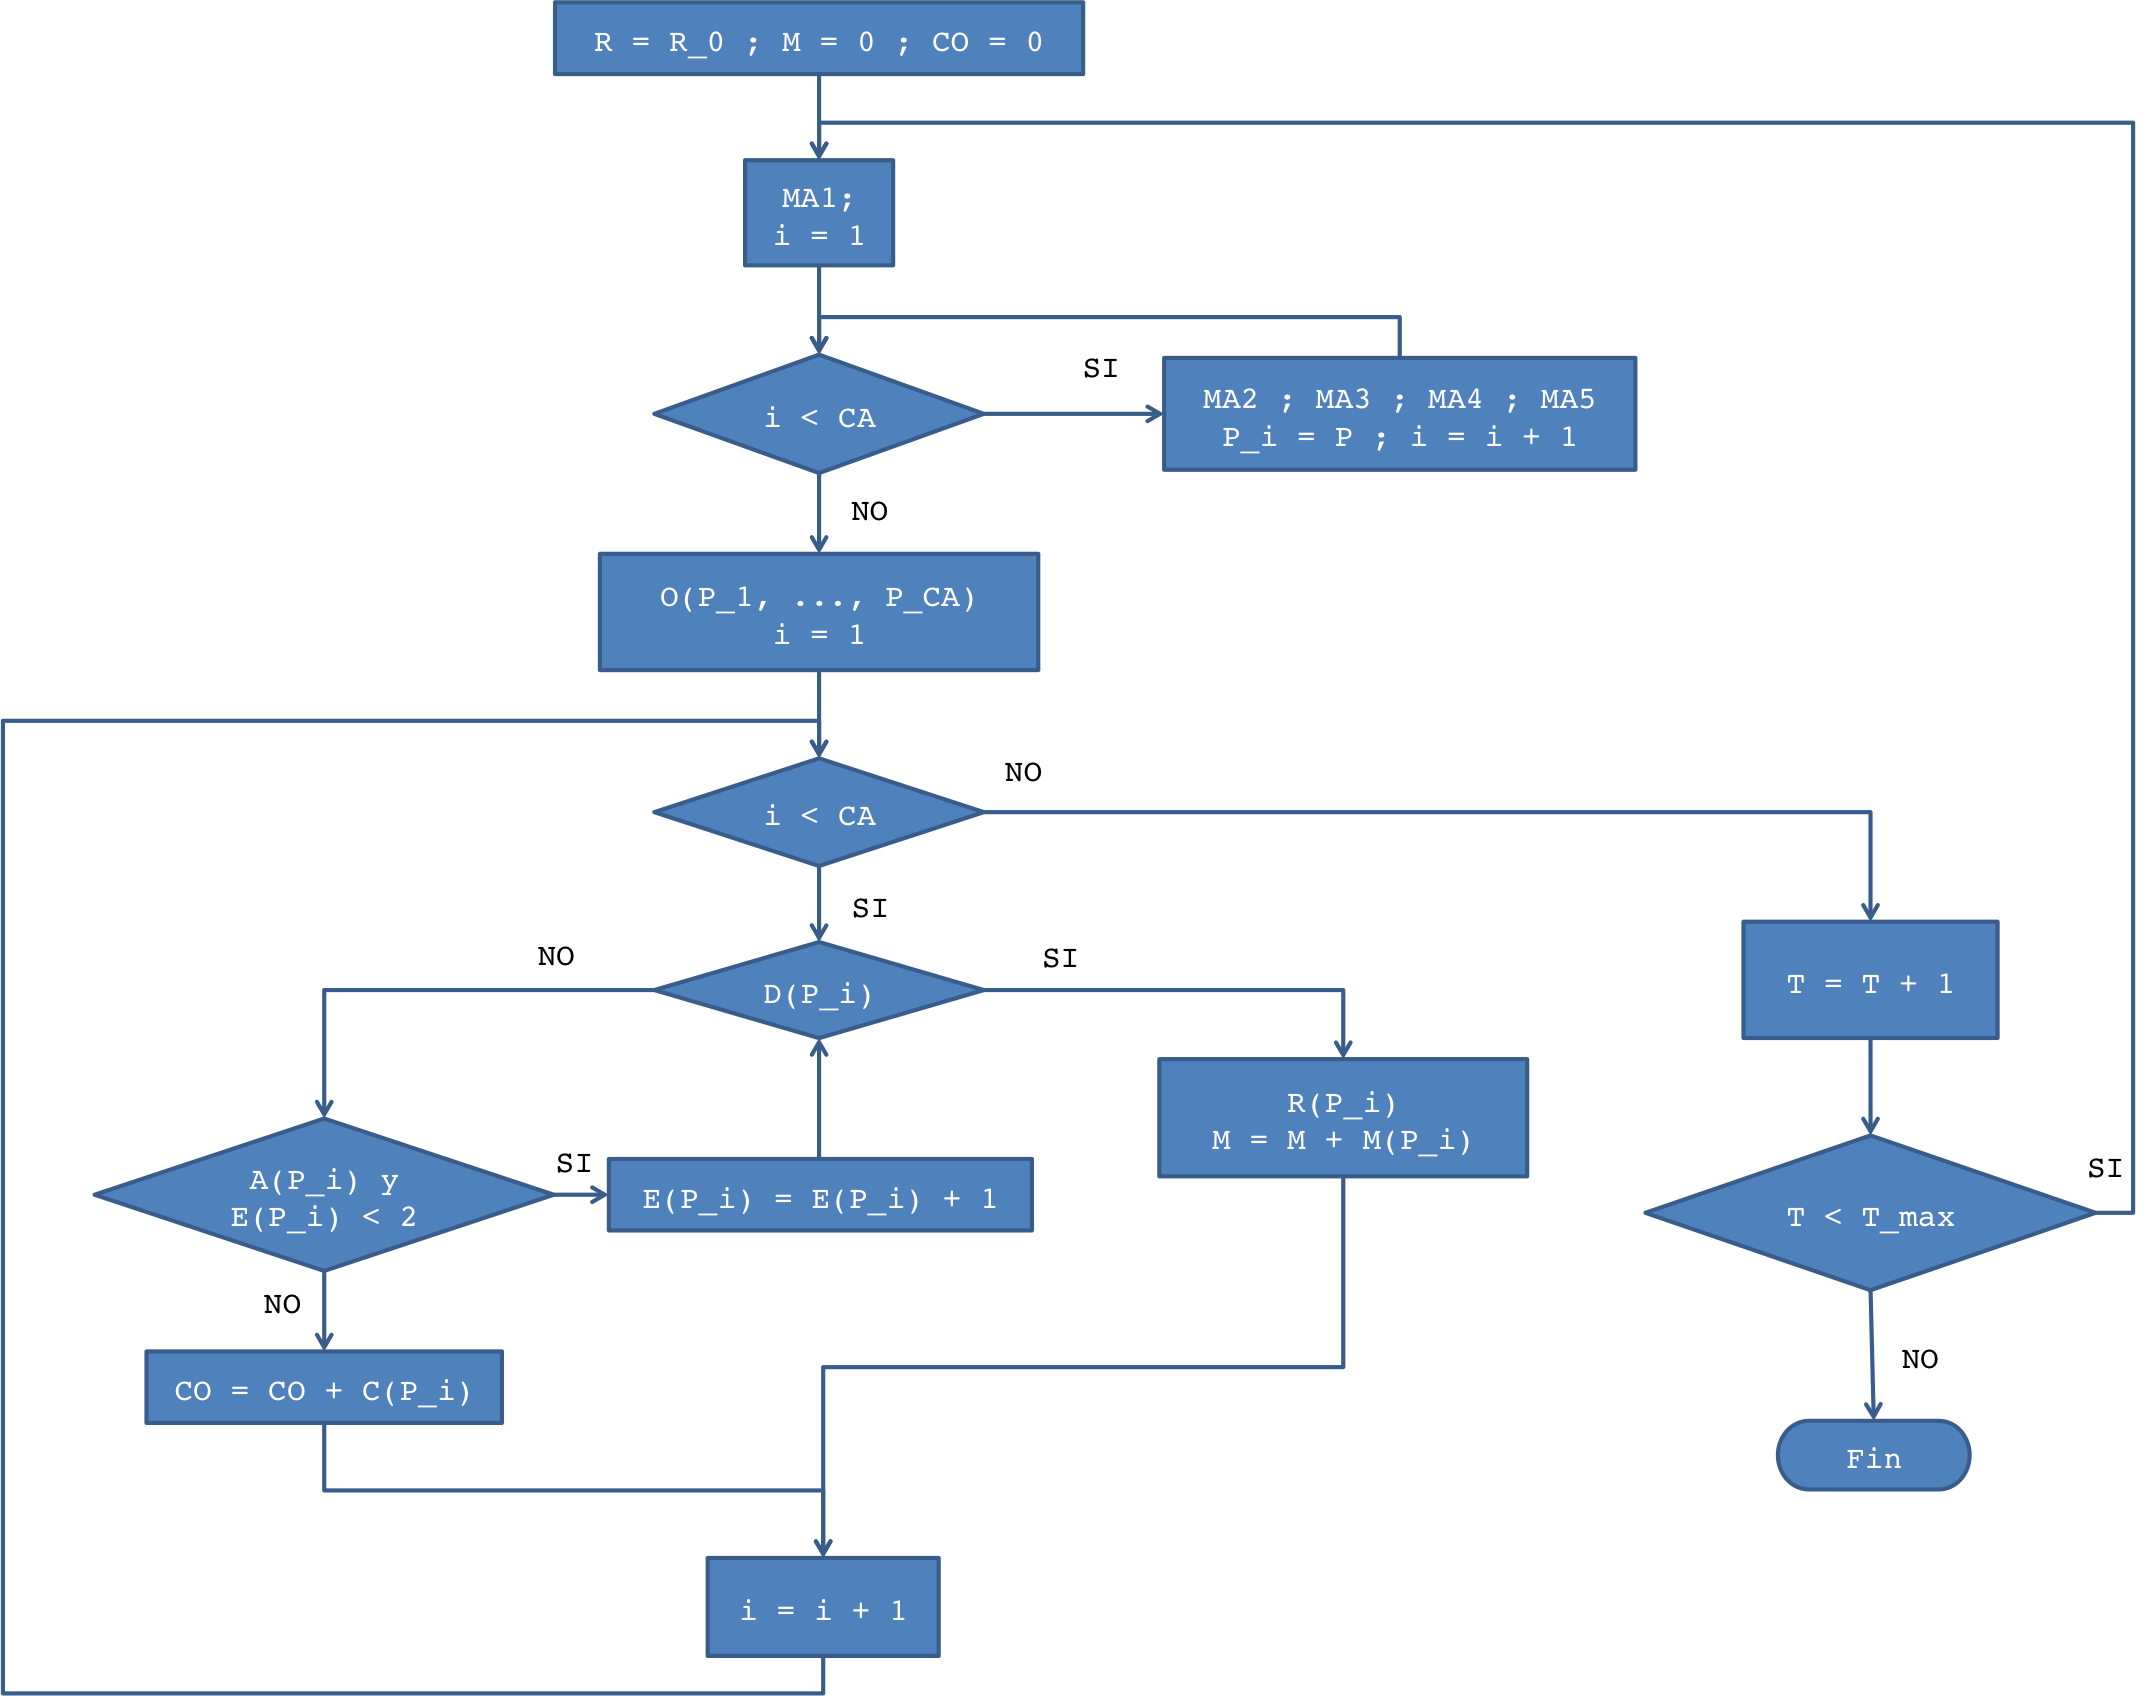 R = R_0 ; M = 0 ; CO = 0
MA1;
i = 1
i < CA
SI
MA2 ; MA3 ; MA4 ; MA5
P_i = P ; i = i + 1
NO
O(P_1, ..., P_CA)
i = 1
i < CA
NO
SI
D(P_i)
NO
SI
T = T + 1
R(P_i)
M = M + M(P_i)
A(P_i) y
E(P_i) < 2
SI
E(P_i) = E(P_i) + 1
T < T_max
SI
NO
NO
CO = CO + C(P_i)
Fin
i = i + 1